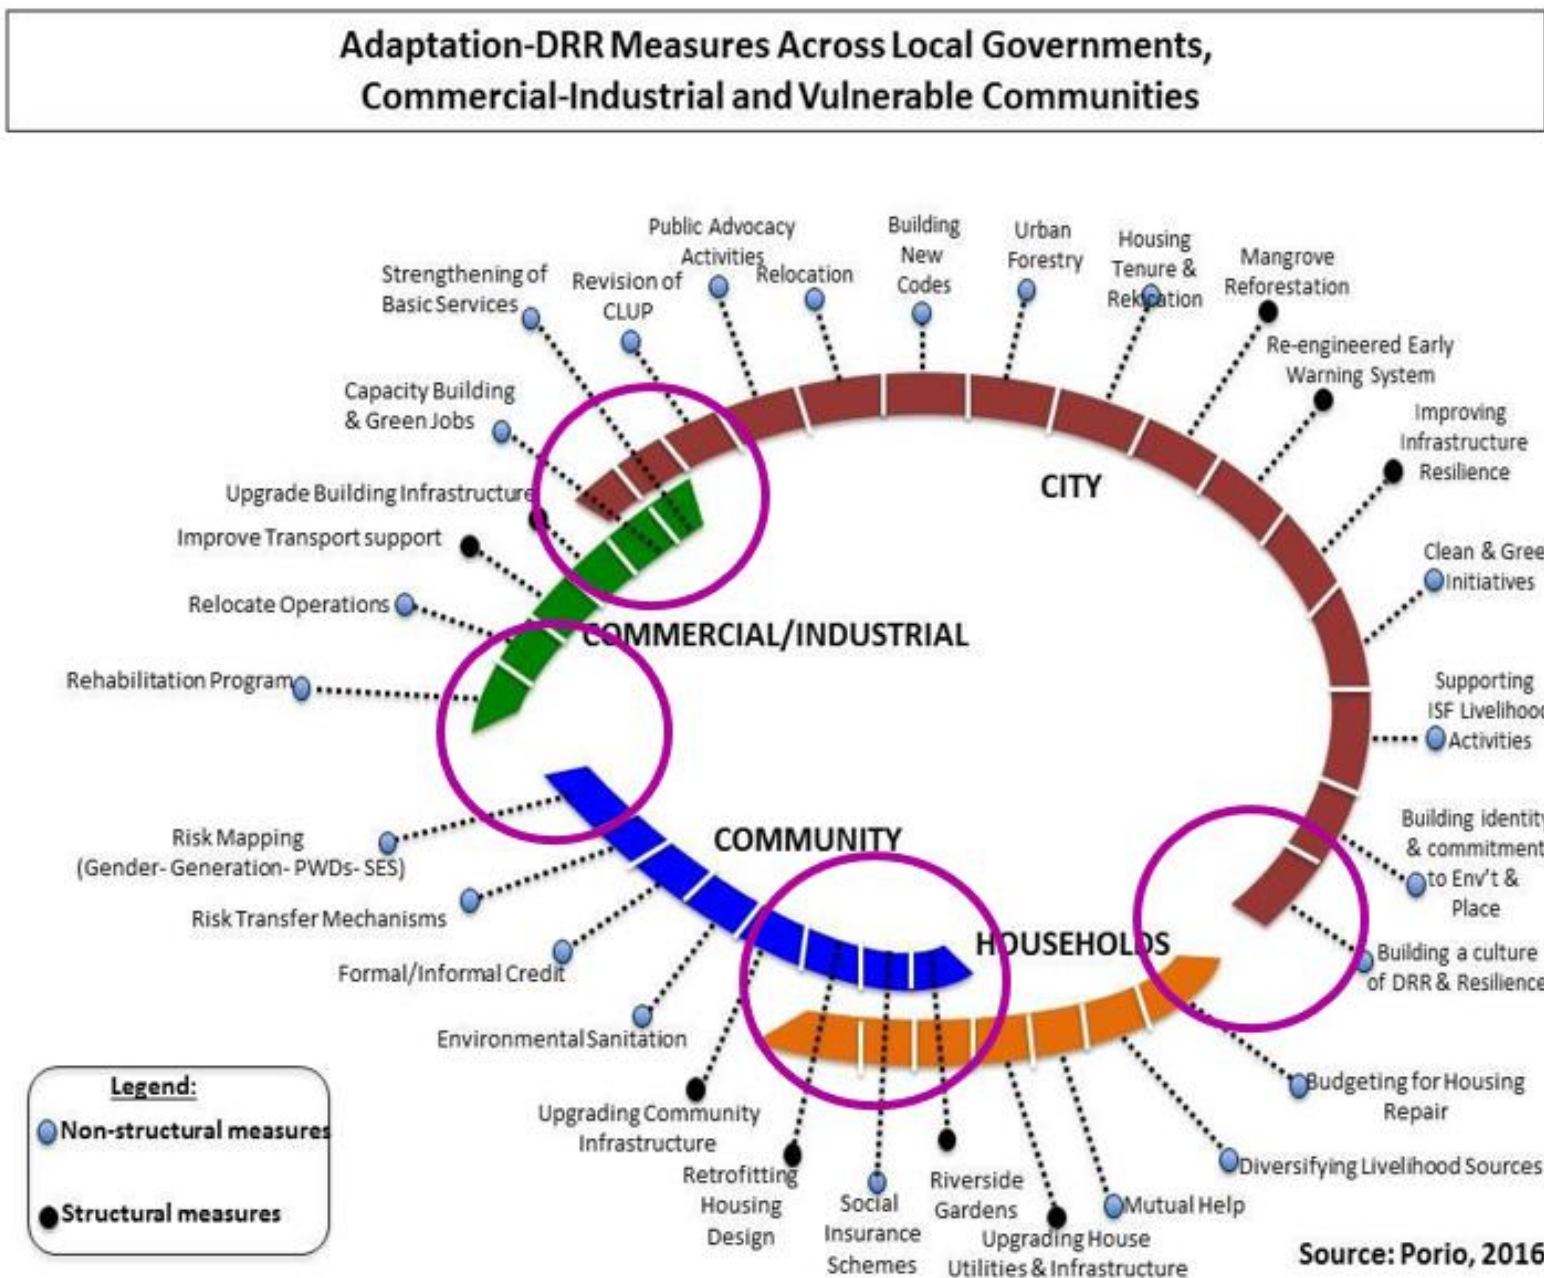 Adaptation-DRR Measures Across Local Governments,
Commercial-Industrial and Vulnerable Communities
Public Advocacy
Activities
Strengthening of
Basic Services
Revision of
CLUP
Relocation
Building
New
Codes
Urban
Forestry
Housing
Tenure &
Relocation
Mangrove
Reforestation
Re-engineered Early
Warning System
Improving
Infrastructure
Resilience
Clean & Gree
Initiatives
Supporting
ISF Livelihood
Activities
Building identity
& commitment
to Env't &
Place
Building a culture
of DRR & Resilience
CITY
Capacity Building
& Green Jobs
Upgrade Building Infrastructure
Improve Transport support
Relocate Operations
Rehabilitation Program
COMMERCIAL/INDUSTRIAL
COMMUNITY
Risk Mapping
(Gender- Generation- PWDs- SES)
Risk Transfer Mechanisms
Formal/Informal Credit
Environmental Sanitation
Upgrading Community
Infrastructure
Retrofitting
Housing
Design
Social
Insurance
Schemes
Riverside
Gardens
HOUSEHOLDS
Upgrading House
Utilities & Infrastructure
Mutual Help
Diversifying Livelihood Sources
Budgeting for Housing
Repair
Legend:
Non-structural measures
Structural measures
Source: Porio, 2016